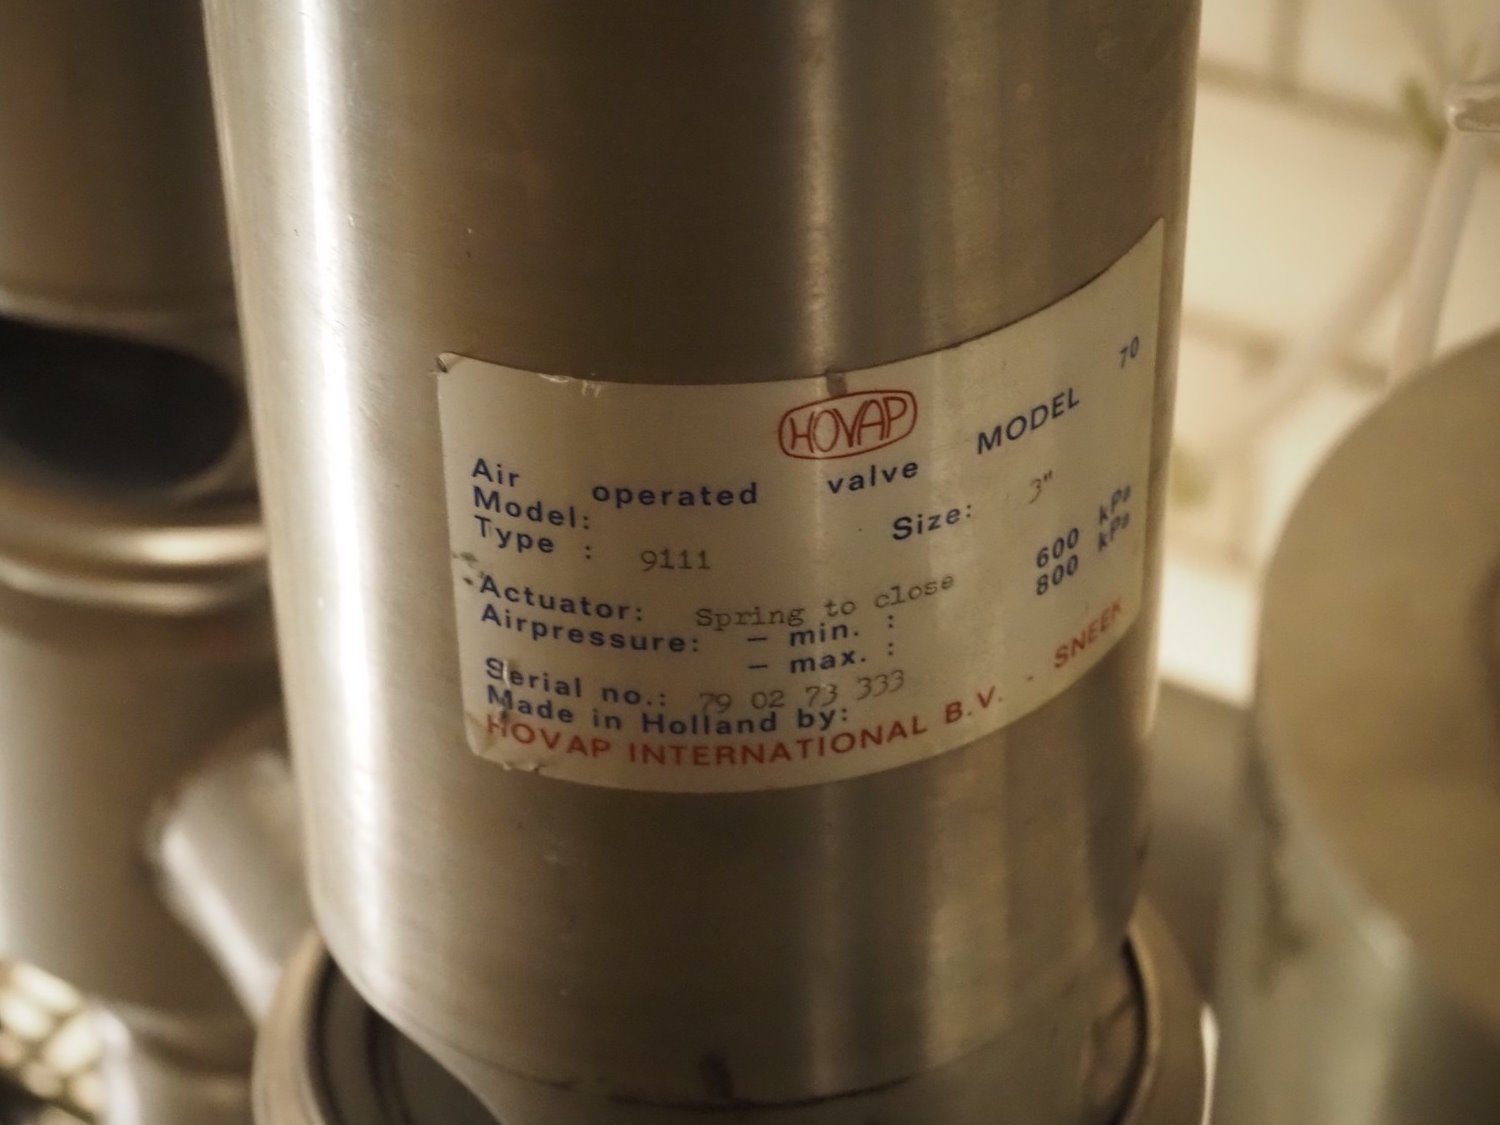 HOVAP
Air operated valve MODEL 70
Model: Size: 3"
Type : 9111
Actuator: Spring to close
Airpressure: – min. : 600 kPa
– max. : 800 kPa
Serial no.: 79 02 73 333
Made in Holland by:
HOVAP INTERNATIONAL B.V. - SNEEK